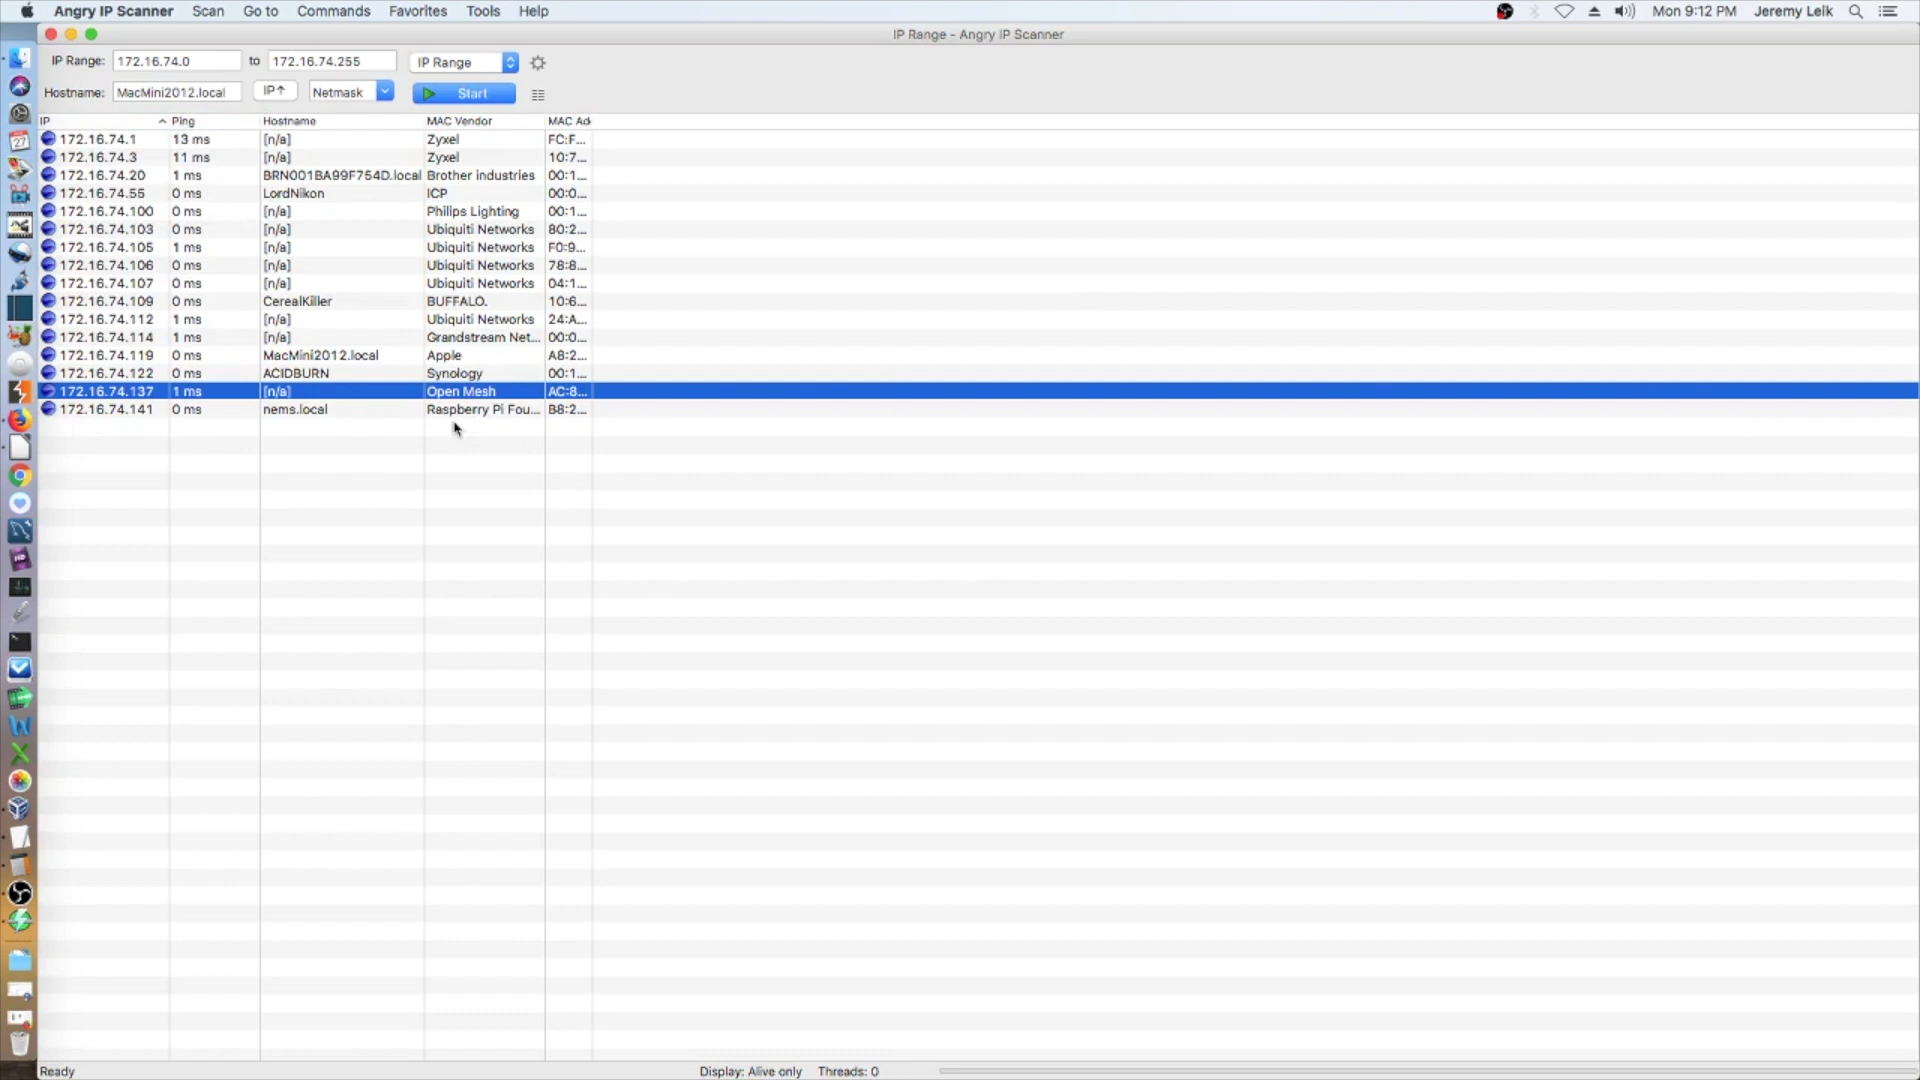 Angry IP Scanner Scan Go to Commands Favorites Tools Help Mon 9:12 PM Jeremy Leik
IP Range - Angry IP Scanner
IP Range: 172.16.74.0 to 172.16.74.255 IP Range
Hostname: MacMini2012.local IP↑ Netmask Start
IP Ping Hostname MAC Vendor MAC Ad
172.16.74.1 13 ms [n/a] Zyxel FC:F...
172.16.74.3 11 ms [n/a] Zyxel 10:7...
172.16.74.20 1 ms BRN001BA99F754D.local Brother industries 00:1...
172.16.74.55 0 ms LordNikon ICP 00:0...
172.16.74.100 0 ms [n/a] Philips Lighting 00:1...
172.16.74.103 0 ms [n/a] Ubiquiti Networks 80:2...
172.16.74.105 1 ms [n/a] Ubiquiti Networks F0:9...
172.16.74.106 0 ms [n/a] Ubiquiti Networks 78:8...
172.16.74.107 0 ms [n/a] Ubiquiti Networks 04:1...
172.16.74.109 0 ms CerealKiller BUFFALO. 10:6...
172.16.74.112 1 ms [n/a] Ubiquiti Networks 24:A...
172.16.74.114 1 ms [n/a] Grandstream Net... 00:0...
172.16.74.119 0 ms MacMini2012.local Apple A8:2...
172.16.74.122 0 ms ACIDBURN Synology 00:1...
172.16.74.137 1 ms [n/a] Open Mesh AC:8...
172.16.74.141 0 ms nems.local Raspberry Pi Fou... B8:2...
Ready Display: Alive only Threads: 0